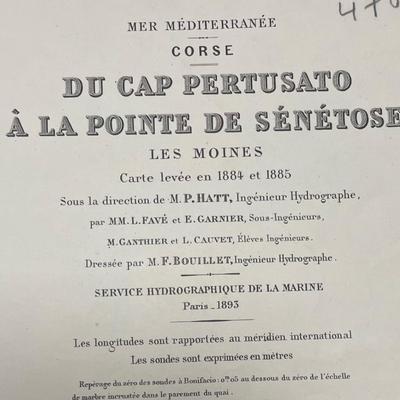 470
MER MÉDITERRANÉE
CORSE
DU CAP PERTUSATO
À LA POINTE DE SÉNÉTOSE
LES MOINES
Carte levée en 1884 et 1885
Sous la direction de M. P. HATT, Ingénieur Hydrographe,
par MM. L. FAVÉ et E. GARNIER, Sous-Ingénieurs,
M. GANTHIER et L. CAUVET, Élèves Ingénieurs.
Dressée par M. F. BOUILLET, Ingénieur Hydrographe.
SERVICE HYDROGRAPHIQUE DE LA MARINE
Paris _ 1893
Les longitudes sont rapportées au méridien international
Les sondes sont exprimées en mètres
Repérage du zéro des sondes à Bonifacio: 0m,05 au dessous du zéro de l'échelle
de marbre incrustée dans le parement du quai.